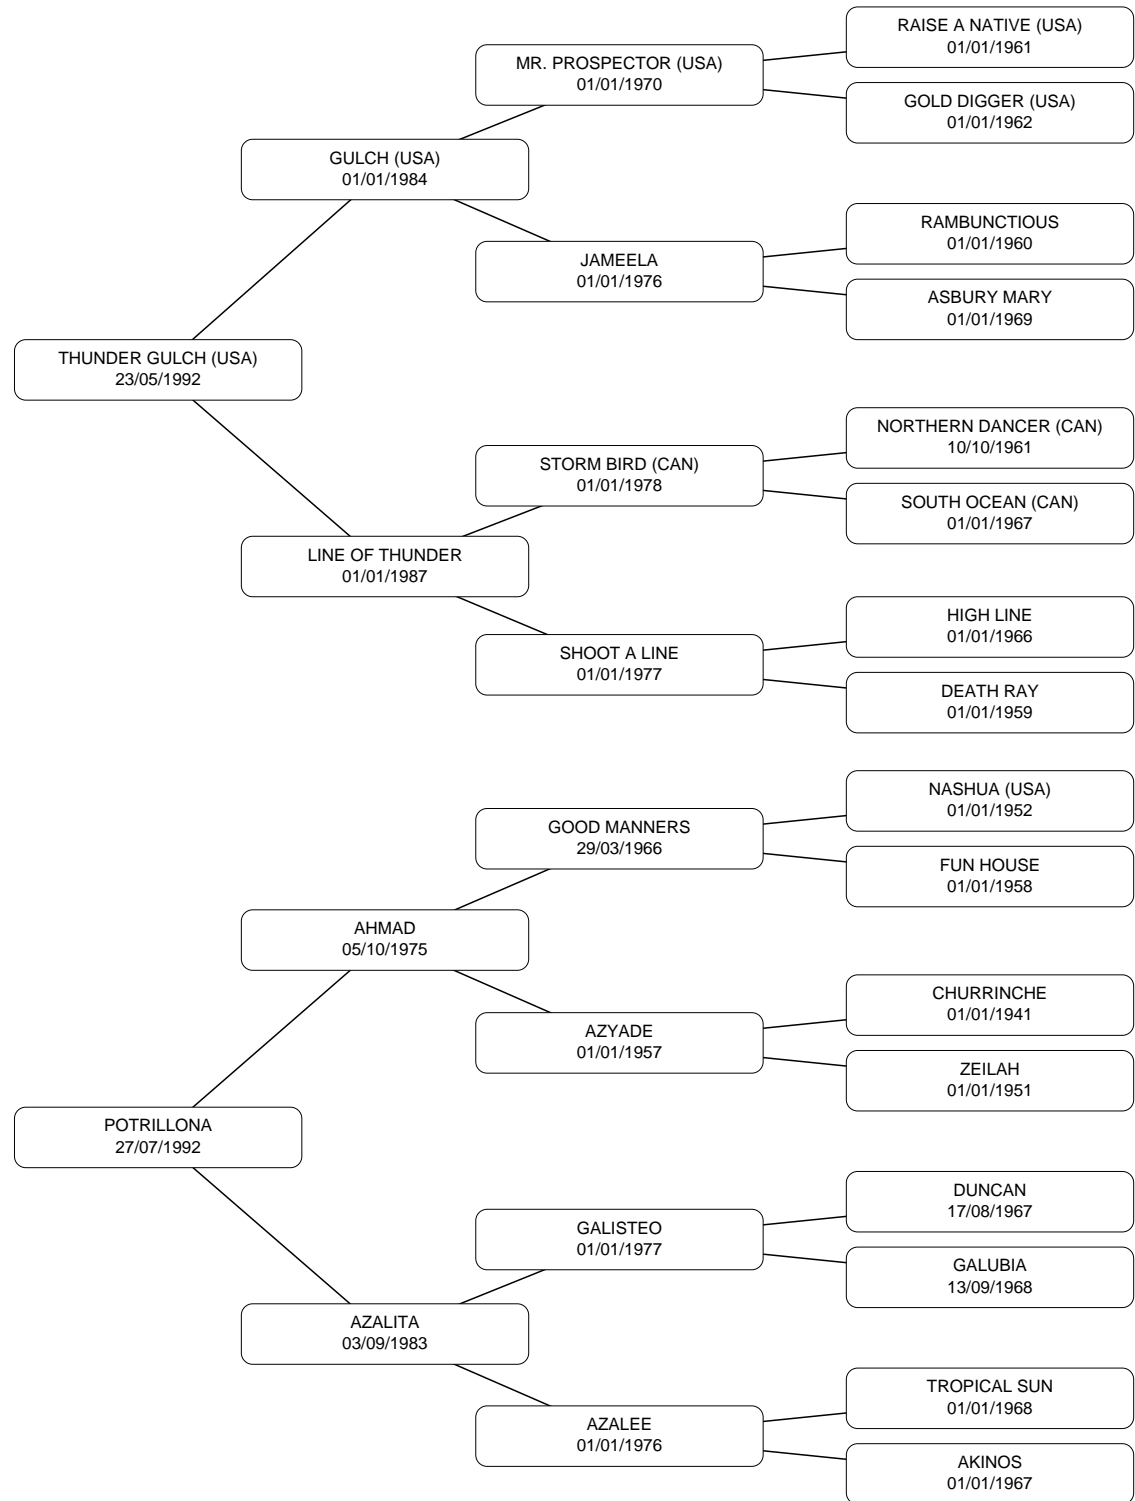 RAISE A NATIVE (USA)
01/01/1961
MR. PROSPECTOR (USA)
01/01/1970
GOLD DIGGER (USA)
01/01/1962
GULCH (USA)
01/01/1984
RAMBUNCTIOUS
01/01/1960
JAMEELA
01/01/1976
ASBURY MARY
01/01/1969
THUNDER GULCH (USA)
23/05/1992
NORTHERN DANCER (CAN)
10/10/1961
STORM BIRD (CAN)
01/01/1978
SOUTH OCEAN (CAN)
01/01/1967
LINE OF THUNDER
01/01/1987
HIGH LINE
01/01/1966
SHOOT A LINE
01/01/1977
DEATH RAY
01/01/1959
NASHUA (USA)
01/01/1952
GOOD MANNERS
29/03/1966
FUN HOUSE
01/01/1958
AHMAD
05/10/1975
CHURRINCHE
01/01/1941
AZYADE
01/01/1957
ZEILAH
01/01/1951
POTRILLONA
27/07/1992
DUNCAN
17/08/1967
GALISTEO
01/01/1977
GALUBIA
13/09/1968
AZALITA
03/09/1983
TROPICAL SUN
01/01/1968
AZALEE
01/01/1976
AKINOS
01/01/1967